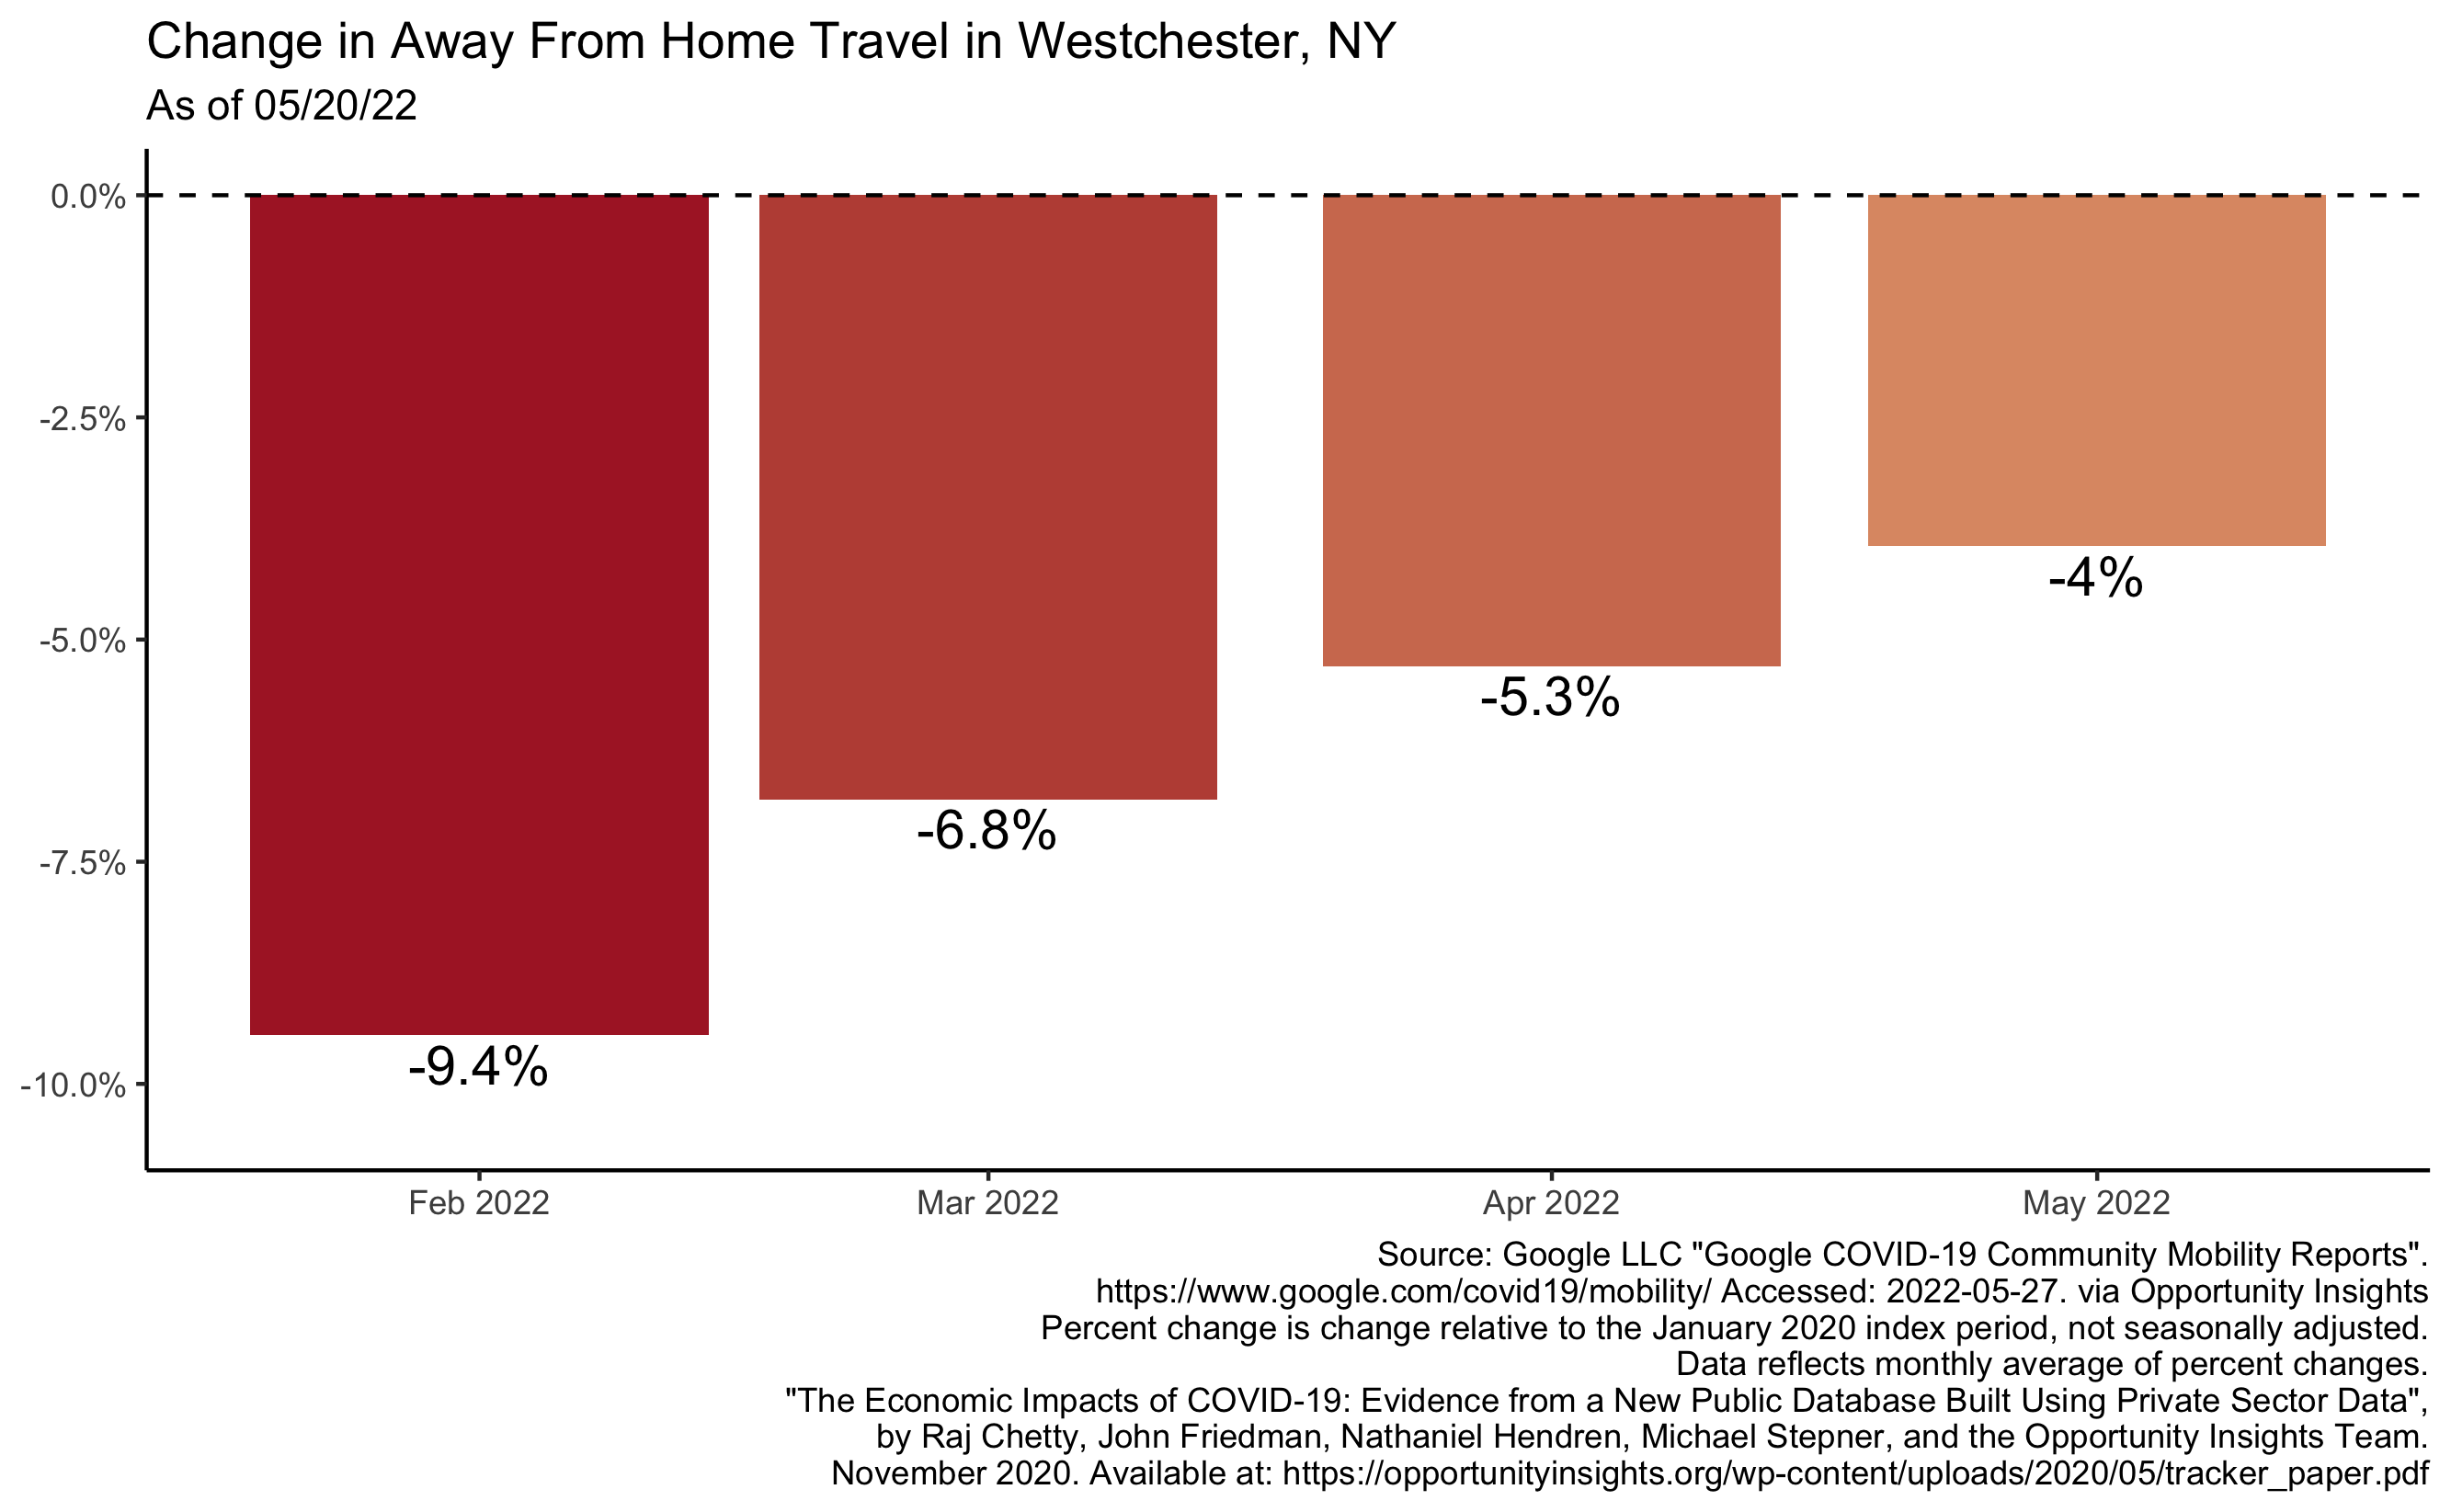 Change in Away From Home Travel in Westchester, NY
As of 05/20/22
0.0%
-2.5%
-5.0%
-7.5%
-10.0%
-9.4%
-6.8%
-5.3%
-4%
Feb 2022
Mar 2022
Apr 2022
May 2022
Source: Google LLC "Google COVID-19 Community Mobility Reports".
https://www.google.com/covid19/mobility/ Accessed: 2022-05-27. via Opportunity Insights
Percent change is change relative to the January 2020 index period, not seasonally adjusted.
Data reflects monthly average of percent changes.
"The Economic Impacts of COVID-19: Evidence from a New Public Database Built Using Private Sector Data",
by Raj Chetty, John Friedman, Nathaniel Hendren, Michael Stepner, and the Opportunity Insights Team.
November 2020. Available at: https://opportunityinsights.org/wp-content/uploads/2020/05/tracker_paper.pdf